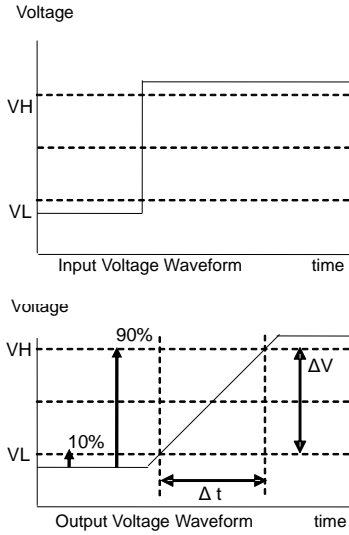 Voltage
VH
VL
Input Voltage Waveform time
Voltage
90%
VH
ΔV
10%
VL
Δ t
Output Voltage Waveform time